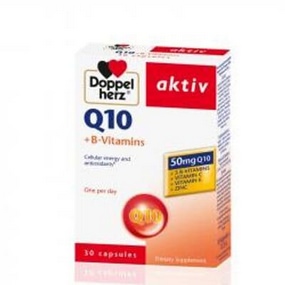 Doppel
herz®
aktiv
Q10
+B-Vitamins
Cellular energy and
antioxidants
One per day
50mg Q10
VITAMIN C
VITAMIN E
ZINC
Q10
30 capsules
Dietary Supplement